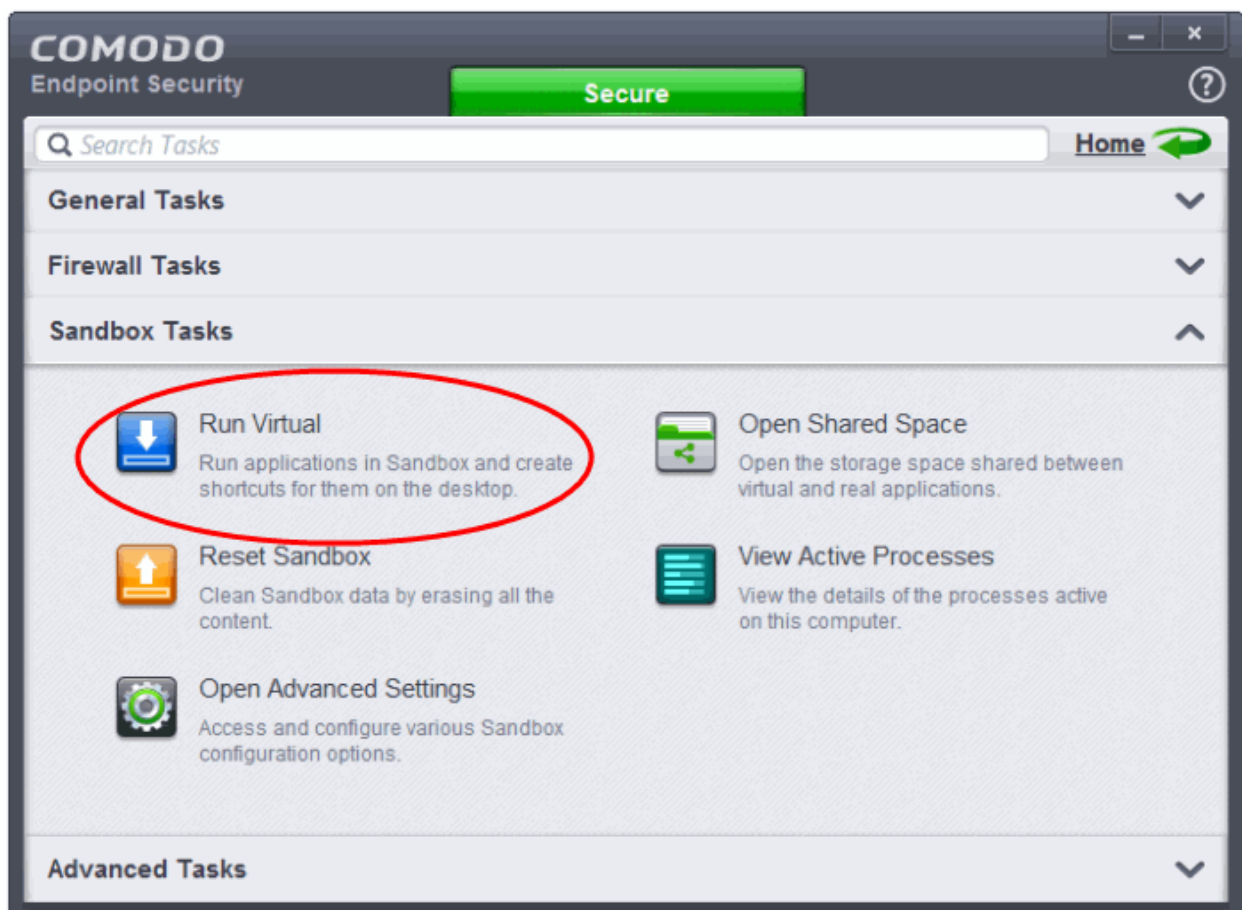 COMODO
Endpoint Security
Secure
?
Search Tasks
Home
General Tasks
Firewall Tasks
Sandbox Tasks
Run Virtual
Run applications in Sandbox and create
shortcuts for them on the desktop.
Open Shared Space
Open the storage space shared between
virtual and real applications.
Reset Sandbox
Clean Sandbox data by erasing all the
content.
View Active Processes
View the details of the processes active
on this computer.
Open Advanced Settings
Access and configure various Sandbox
configuration options.
Advanced Tasks